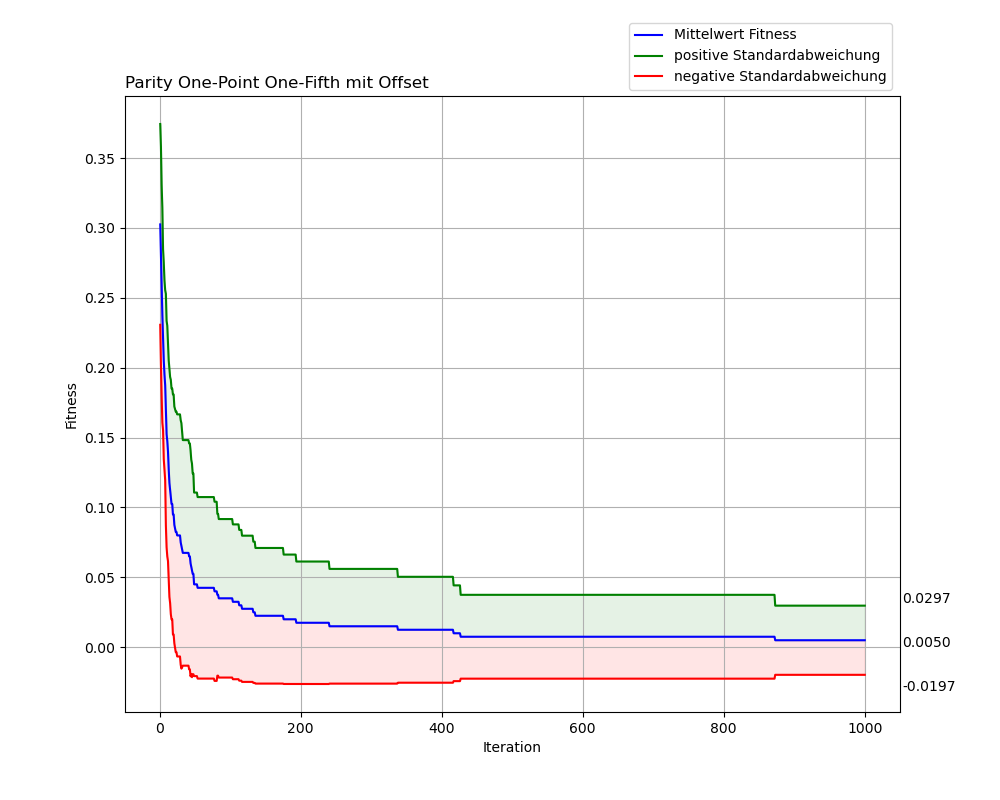 Mittelwert Fitness
positive Standardabweichung
negative Standardabweichung
Parity One-Point One-Fifth mit Offset
0.35
0.30
0.25
0.20
0.15
0.10
0.05
0.00
Fitness
0.0297
0.0050
-0.0197
0 200 400 600 800 1000
Iteration